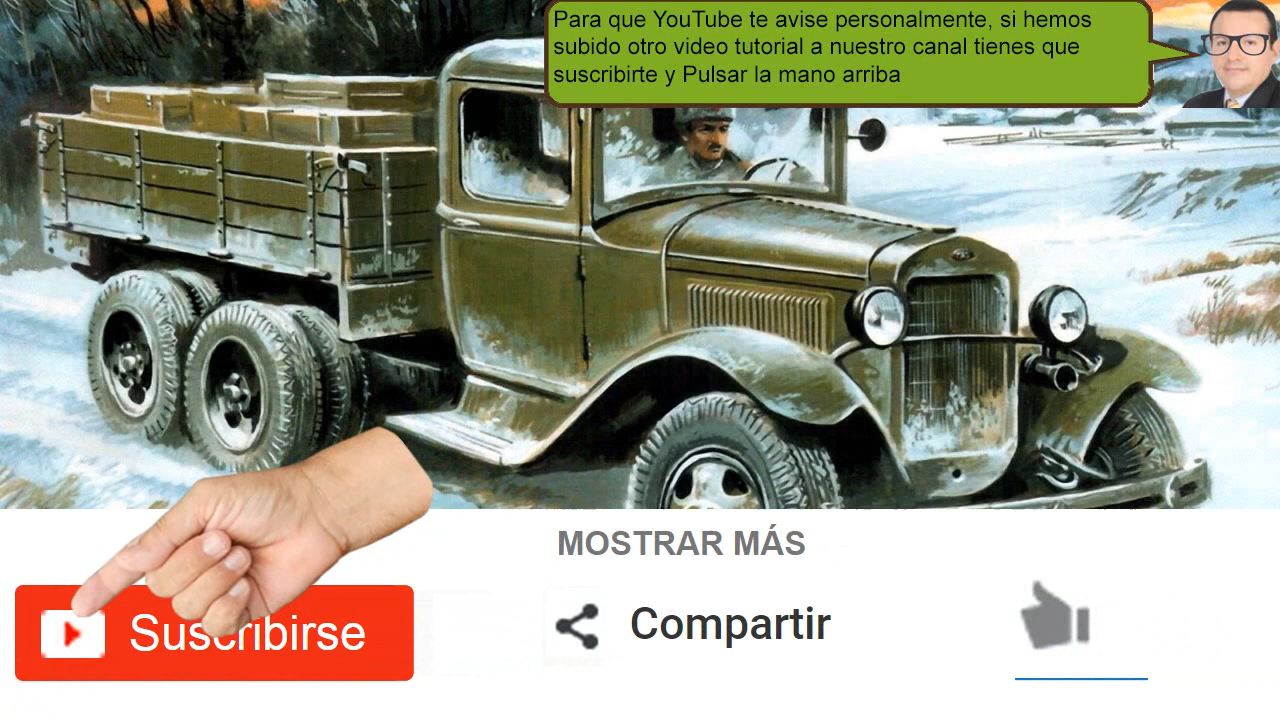 Para que YouTube te avise personalmente, si hemos
subido otro video tutorial a nuestro canal tienes que
suscribirte y Pulsar la mano arriba
MOSTRAR MÁS
Suscribirse
Compartir